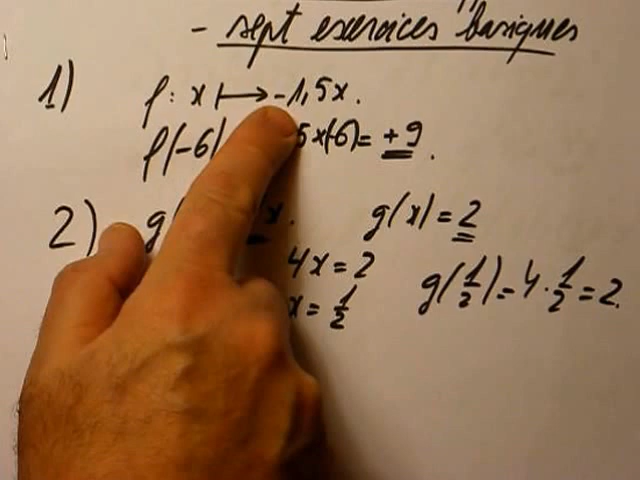 - sept exercices "basiques
1) f: x ↦ -1,5x.
f(-6) 5x(-6)= +9.
2) g( x. g(x)=2
4x=2 g(1/2)=4·1/2=2.
x=1/2